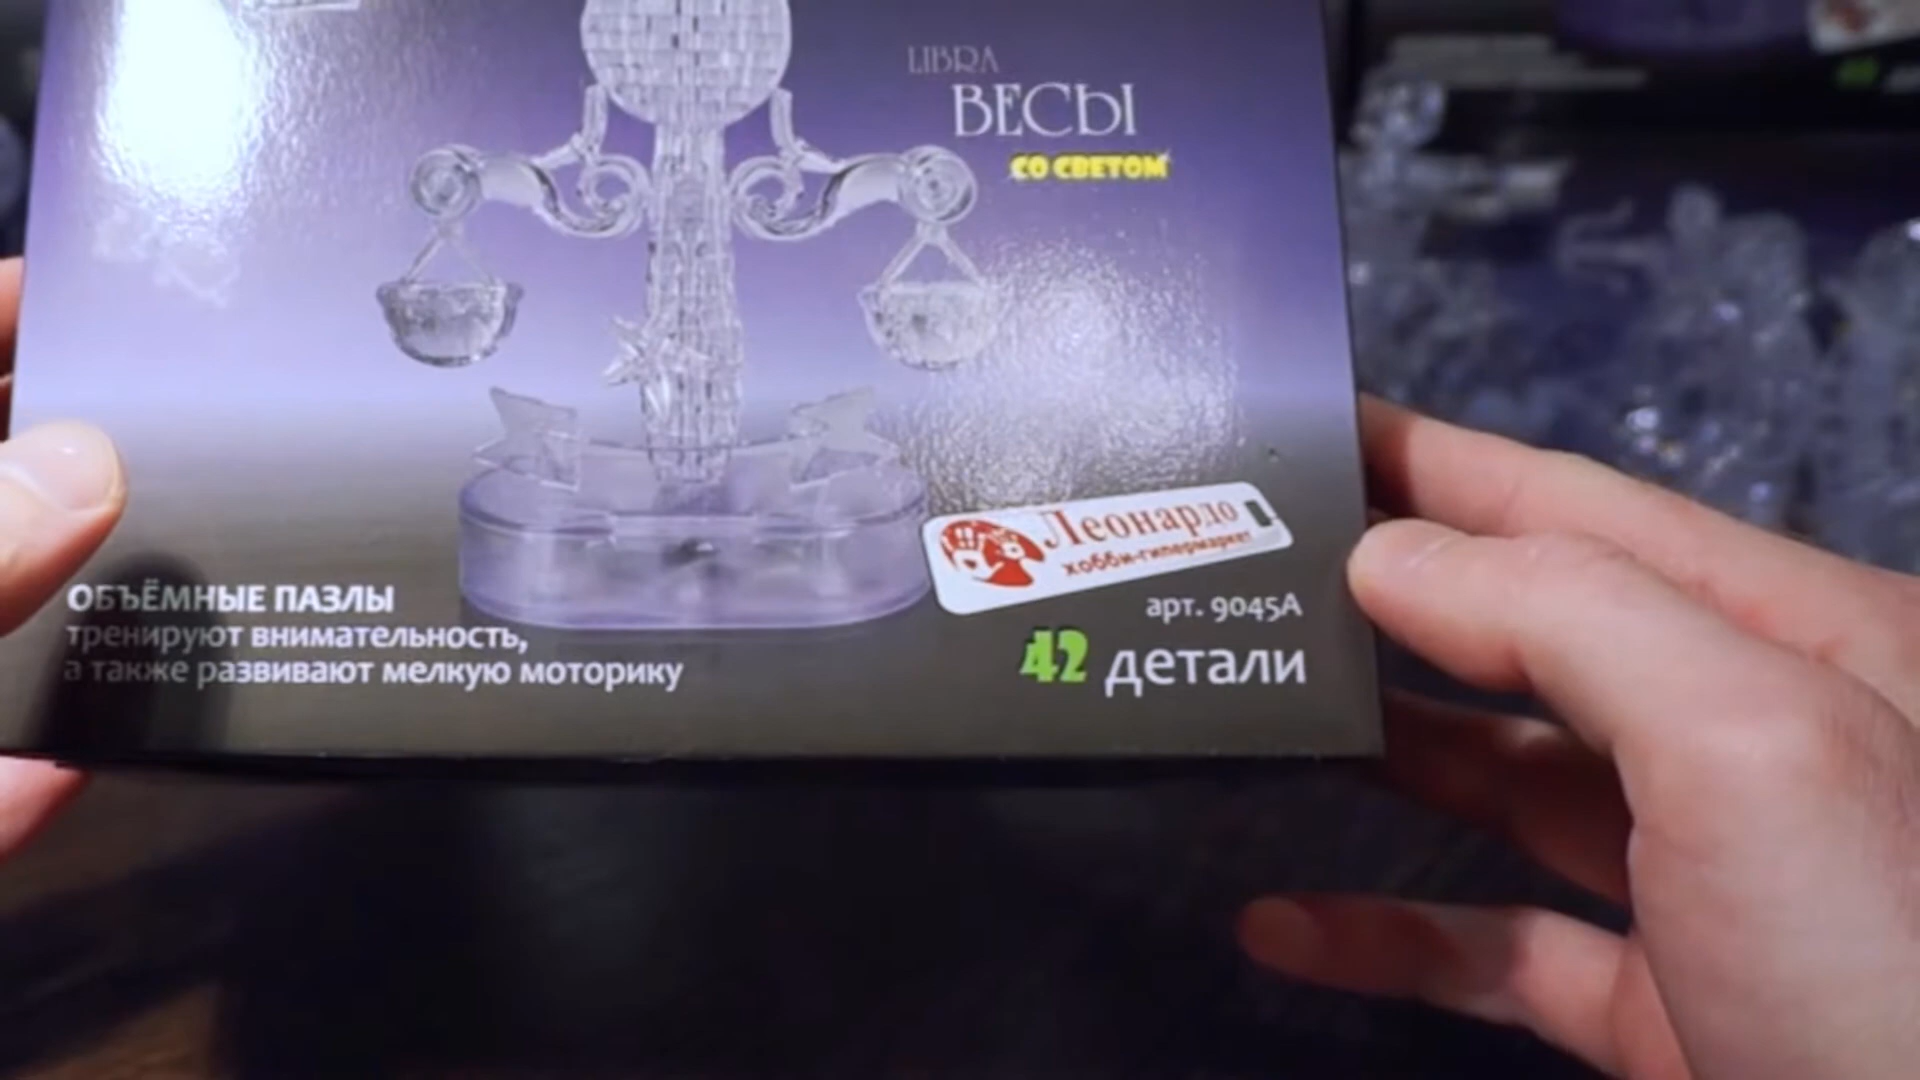 LIBRA
ВЕСЫ
СО СВЕТОМ
Леонардо
хобби-гипермаркет
арт. 9045А
42 детали
ОБЪЁМНЫЕ ПАЗЛЫ
тренируют внимательность,
а также развивают мелкую моторику